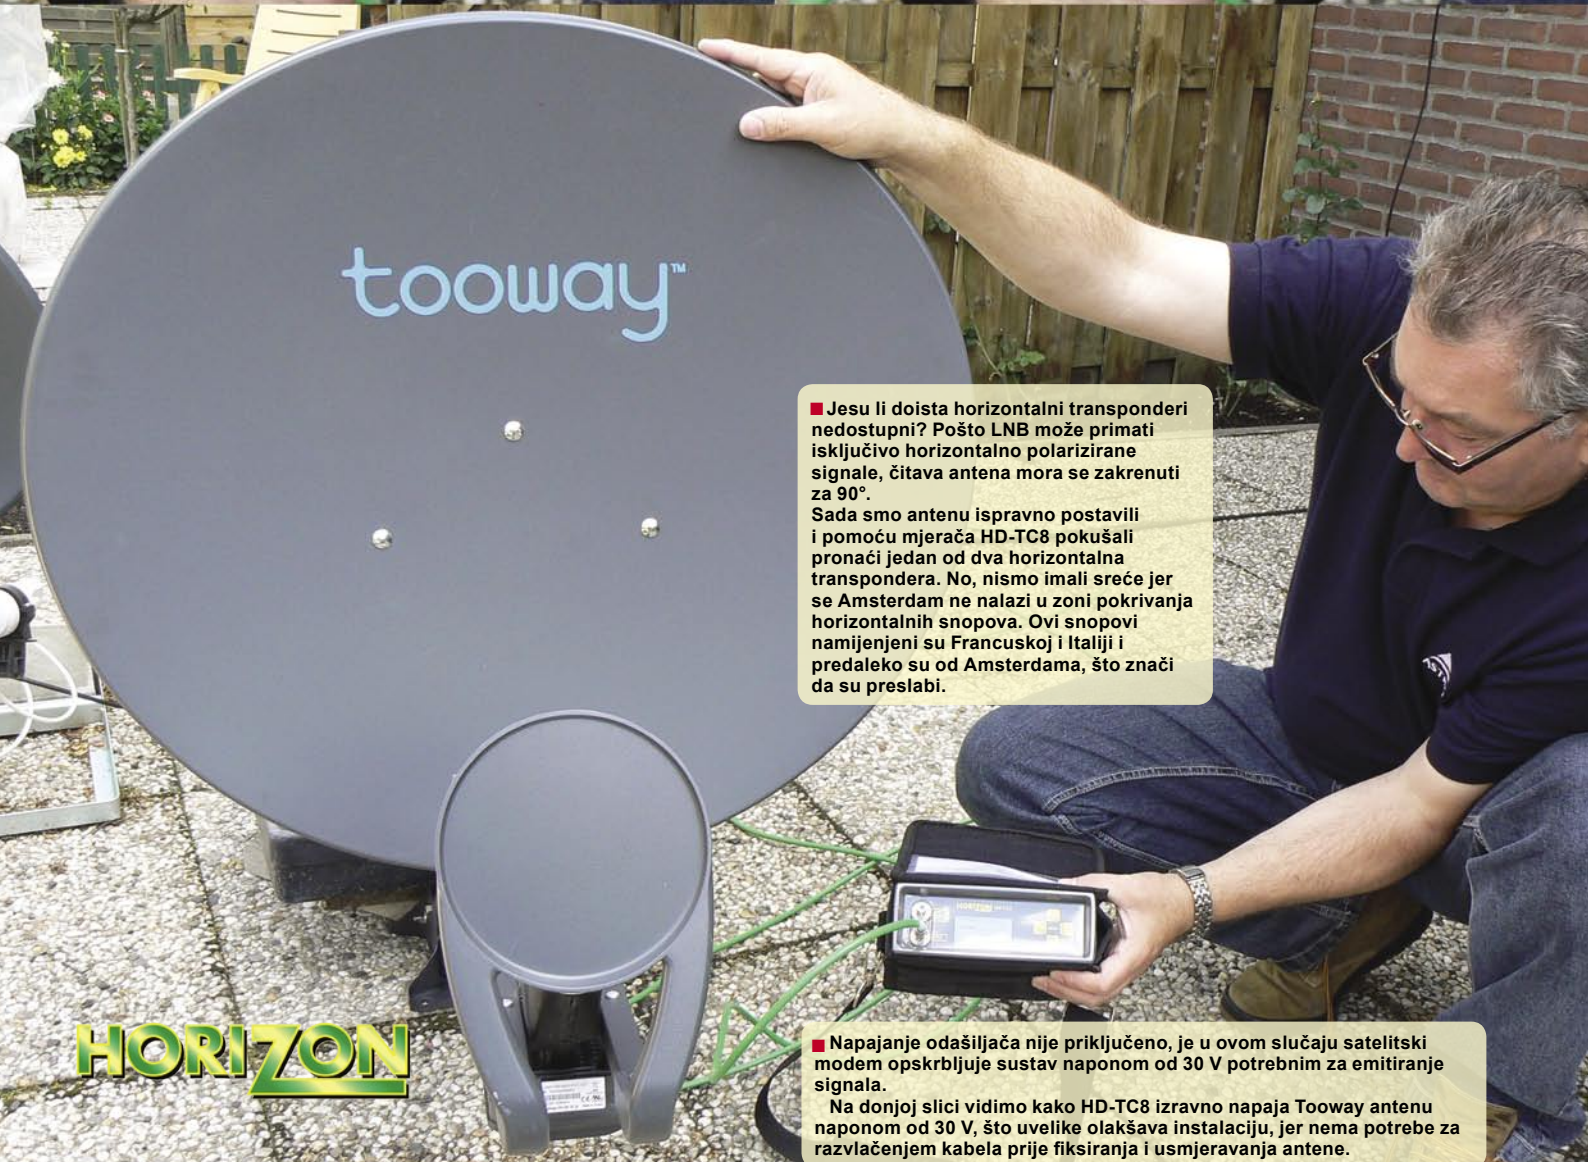 tooway™
■ Jesu li doista horizontalni transponderi
nedostupni? Pošto LNB može primati
isključivo horizontalno polarizirane
signale, čitava antena mora se zakrenuti
za 90°.
Sada smo antenu ispravno postavili
i pomoću mjerača HD-TC8 pokušali
pronaći jedan od dva horizontalna
transpondera. No, nismo imali sreće jer
se Amsterdam ne nalazi u zoni pokrivanja
horizontalnih snopova. Ovi snopovi
namijenjeni su Francuskoj i Italiji i
predaleko su od Amsterdama, što znači
da su preslabi.
HORIZON
HORIZON
■ Napajanje odašiljača nije priključeno, je u ovom slučaju satelitski
modem opskrbljuje sustav naponom od 30 V potrebnim za emitiranje
signala.
Na donjoj slici vidimo kako HD-TC8 izravno napaja Tooway antenu
naponom od 30 V, što uvelike olakšava instalaciju, jer nema potrebe za
razvlačenjem kabela prije fiksiranja i usmjeravanja antene.